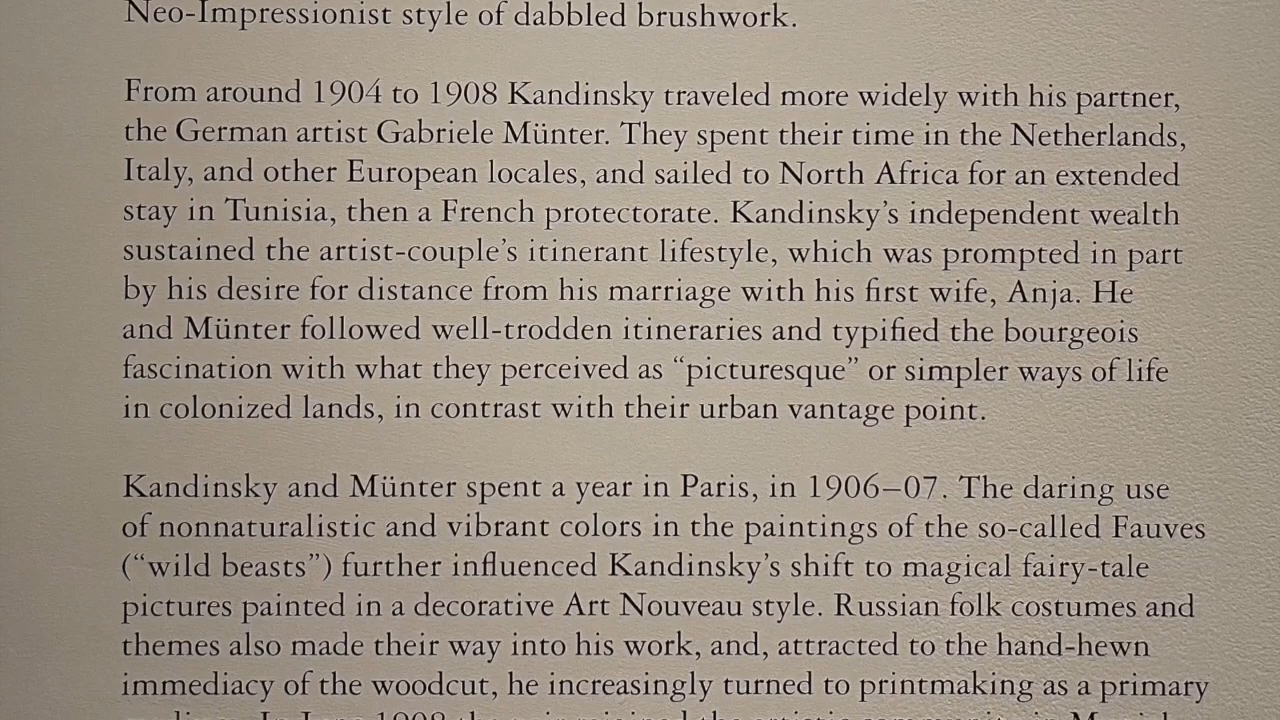 Neo-Impressionist style of dabbled brushwork.
From around 1904 to 1908 Kandinsky traveled more widely with his partner,
the German artist Gabriele Münter. They spent their time in the Netherlands,
Italy, and other European locales, and sailed to North Africa for an extended
stay in Tunisia, then a French protectorate. Kandinsky’s independent wealth
sustained the artist-couple’s itinerant lifestyle, which was prompted in part
by his desire for distance from his marriage with his first wife, Anja. He
and Münter followed well-trodden itineraries and typified the bourgeois
fascination with what they perceived as “picturesque” or simpler ways of life
in colonized lands, in contrast with their urban vantage point.
Kandinsky and Münter spent a year in Paris, in 1906–07. The daring use
of nonnaturalistic and vibrant colors in the paintings of the so-called Fauves
(“wild beasts”) further influenced Kandinsky’s shift to magical fairy-tale
pictures painted in a decorative Art Nouveau style. Russian folk costumes and
themes also made their way into his work, and, attracted to the hand-hewn
immediacy of the woodcut, he increasingly turned to printmaking as a primary